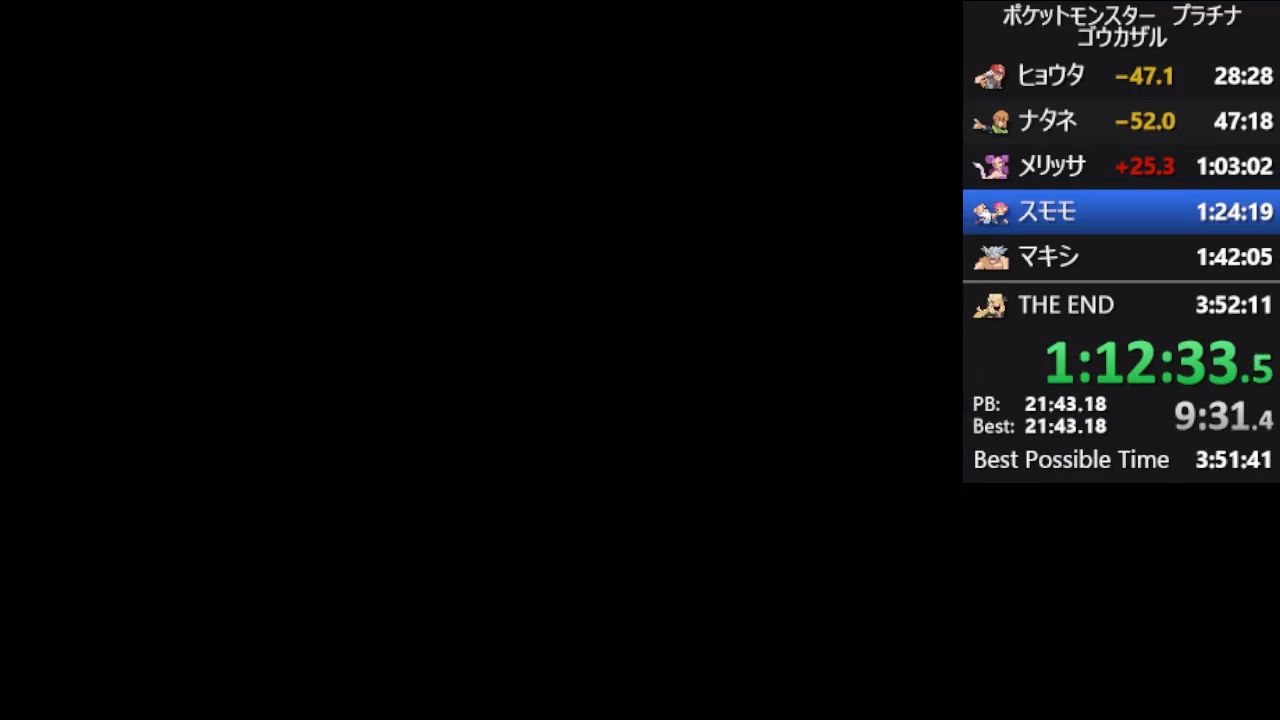 ポケットモンスター プラチナ
ゴウカザル
ヒョウタ -47.1 28:28
ナタネ -52.0 47:18
メリッサ +25.3 1:03:02
スモモ 1:24:19
マキシ 1:42:05
THE END 3:52:11
1:12:33.5
PB: 21:43.18
Best: 21:43.18
9:31.4
Best Possible Time 3:51:41